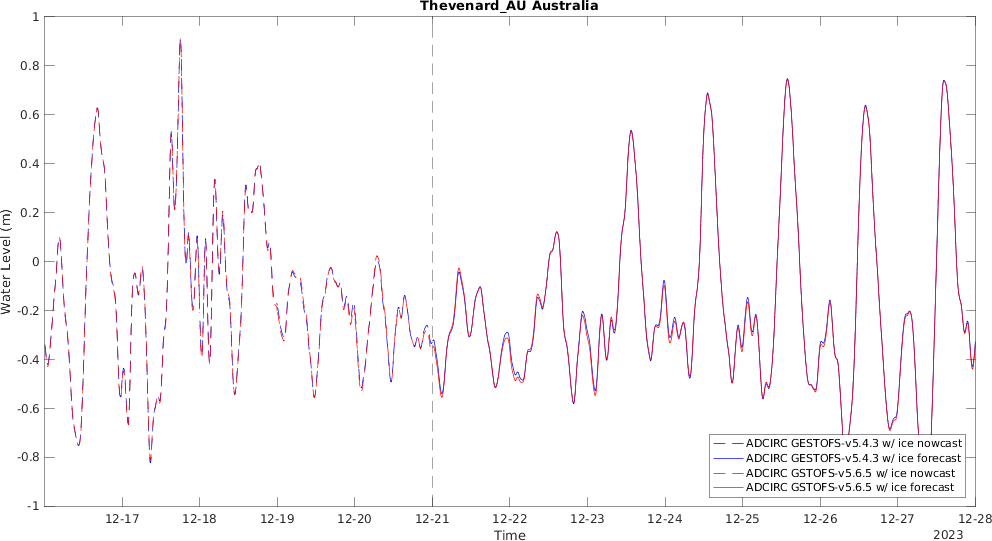 Thevenard_AU Australia
Water Level (m)
1
0.8
0.6
0.4
0.2
0
-0.2
-0.4
-0.6
-0.8
-1
ADCIRC GESTOFS-v5.4.3 w/ ice nowcast
ADCIRC GESTOFS-v5.4.3 w/ ice forecast
ADCIRC GSTOFS-v5.6.5 w/ ice nowcast
ADCIRC GSTOFS-v5.6.5 w/ ice forecast
12-17 12-18 12-19 12-20 12-21 12-22 12-23 12-24 12-25 12-26 12-27 12-28
Time
2023